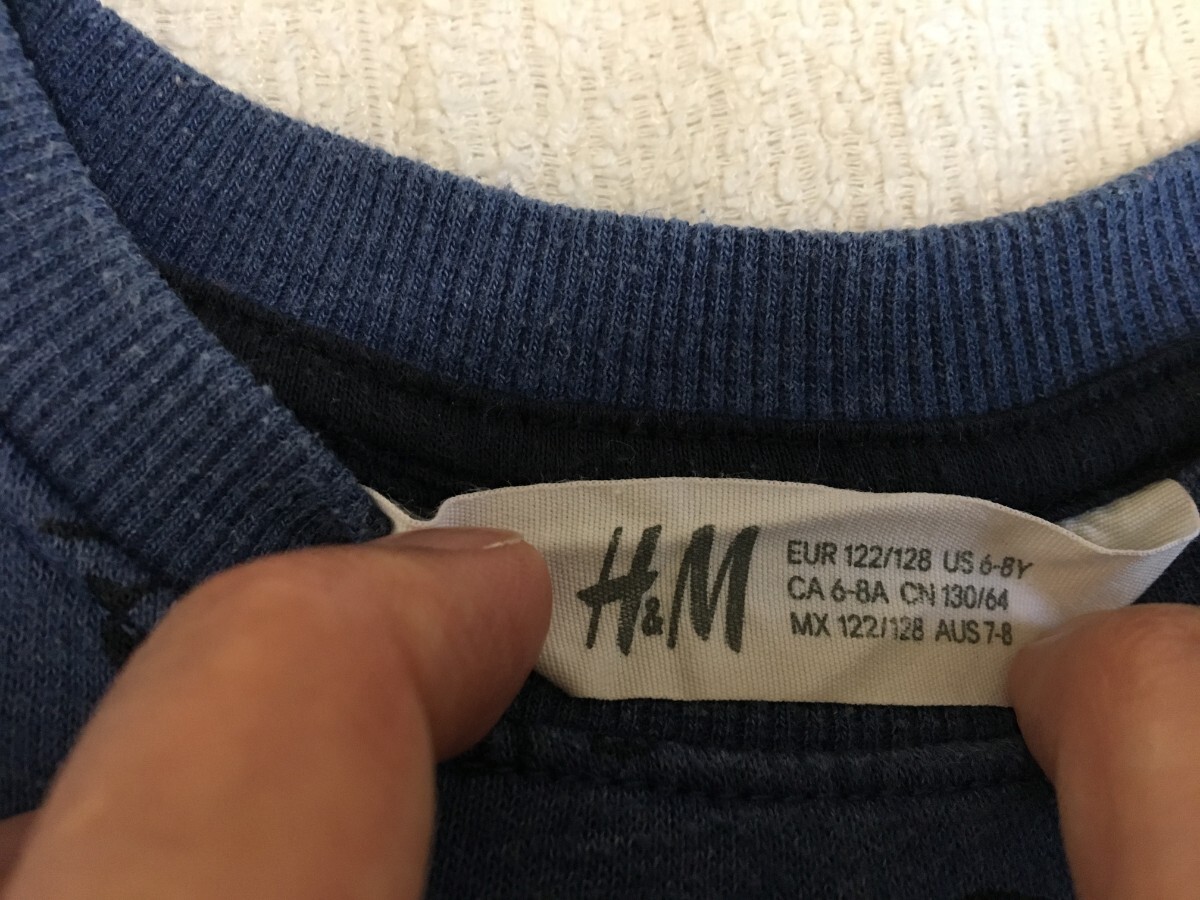 H&M
EUR 122/128 US 6-8Y
CA 6-8A CN 130/64
MX 122/128 AUS 7-8